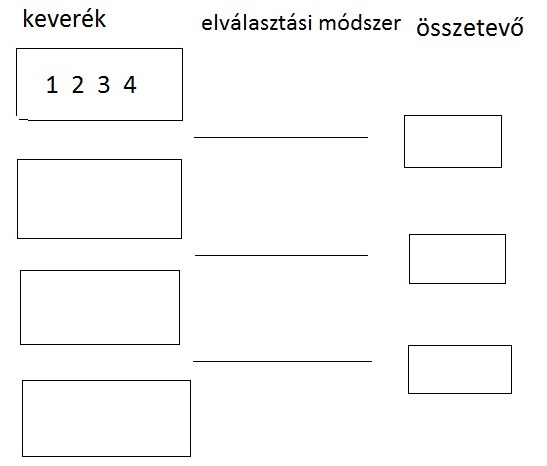 keverék
elválasztási módszer
összetevő
1 2 3 4